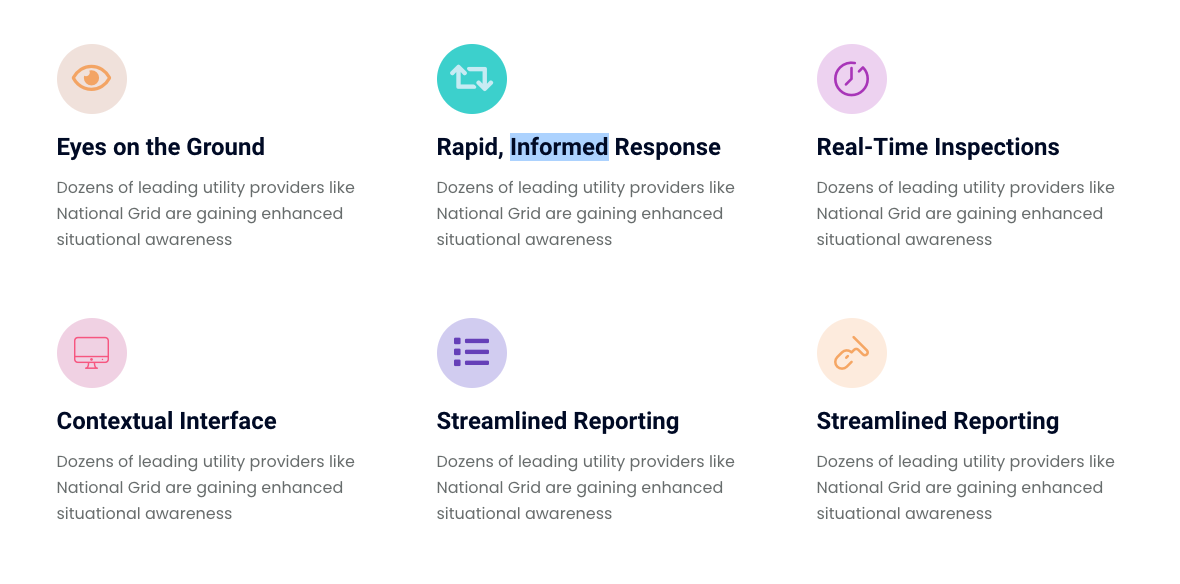 Eyes on the Ground
Dozens of leading utility providers like
National Grid are gaining enhanced
situational awareness
Rapid, Informed Response
Dozens of leading utility providers like
National Grid are gaining enhanced
situational awareness
Real-Time Inspections
Dozens of leading utility providers like
National Grid are gaining enhanced
situational awareness
Contextual Interface
Dozens of leading utility providers like
National Grid are gaining enhanced
situational awareness
Streamlined Reporting
Dozens of leading utility providers like
National Grid are gaining enhanced
situational awareness
Streamlined Reporting
Dozens of leading utility providers like
National Grid are gaining enhanced
situational awareness